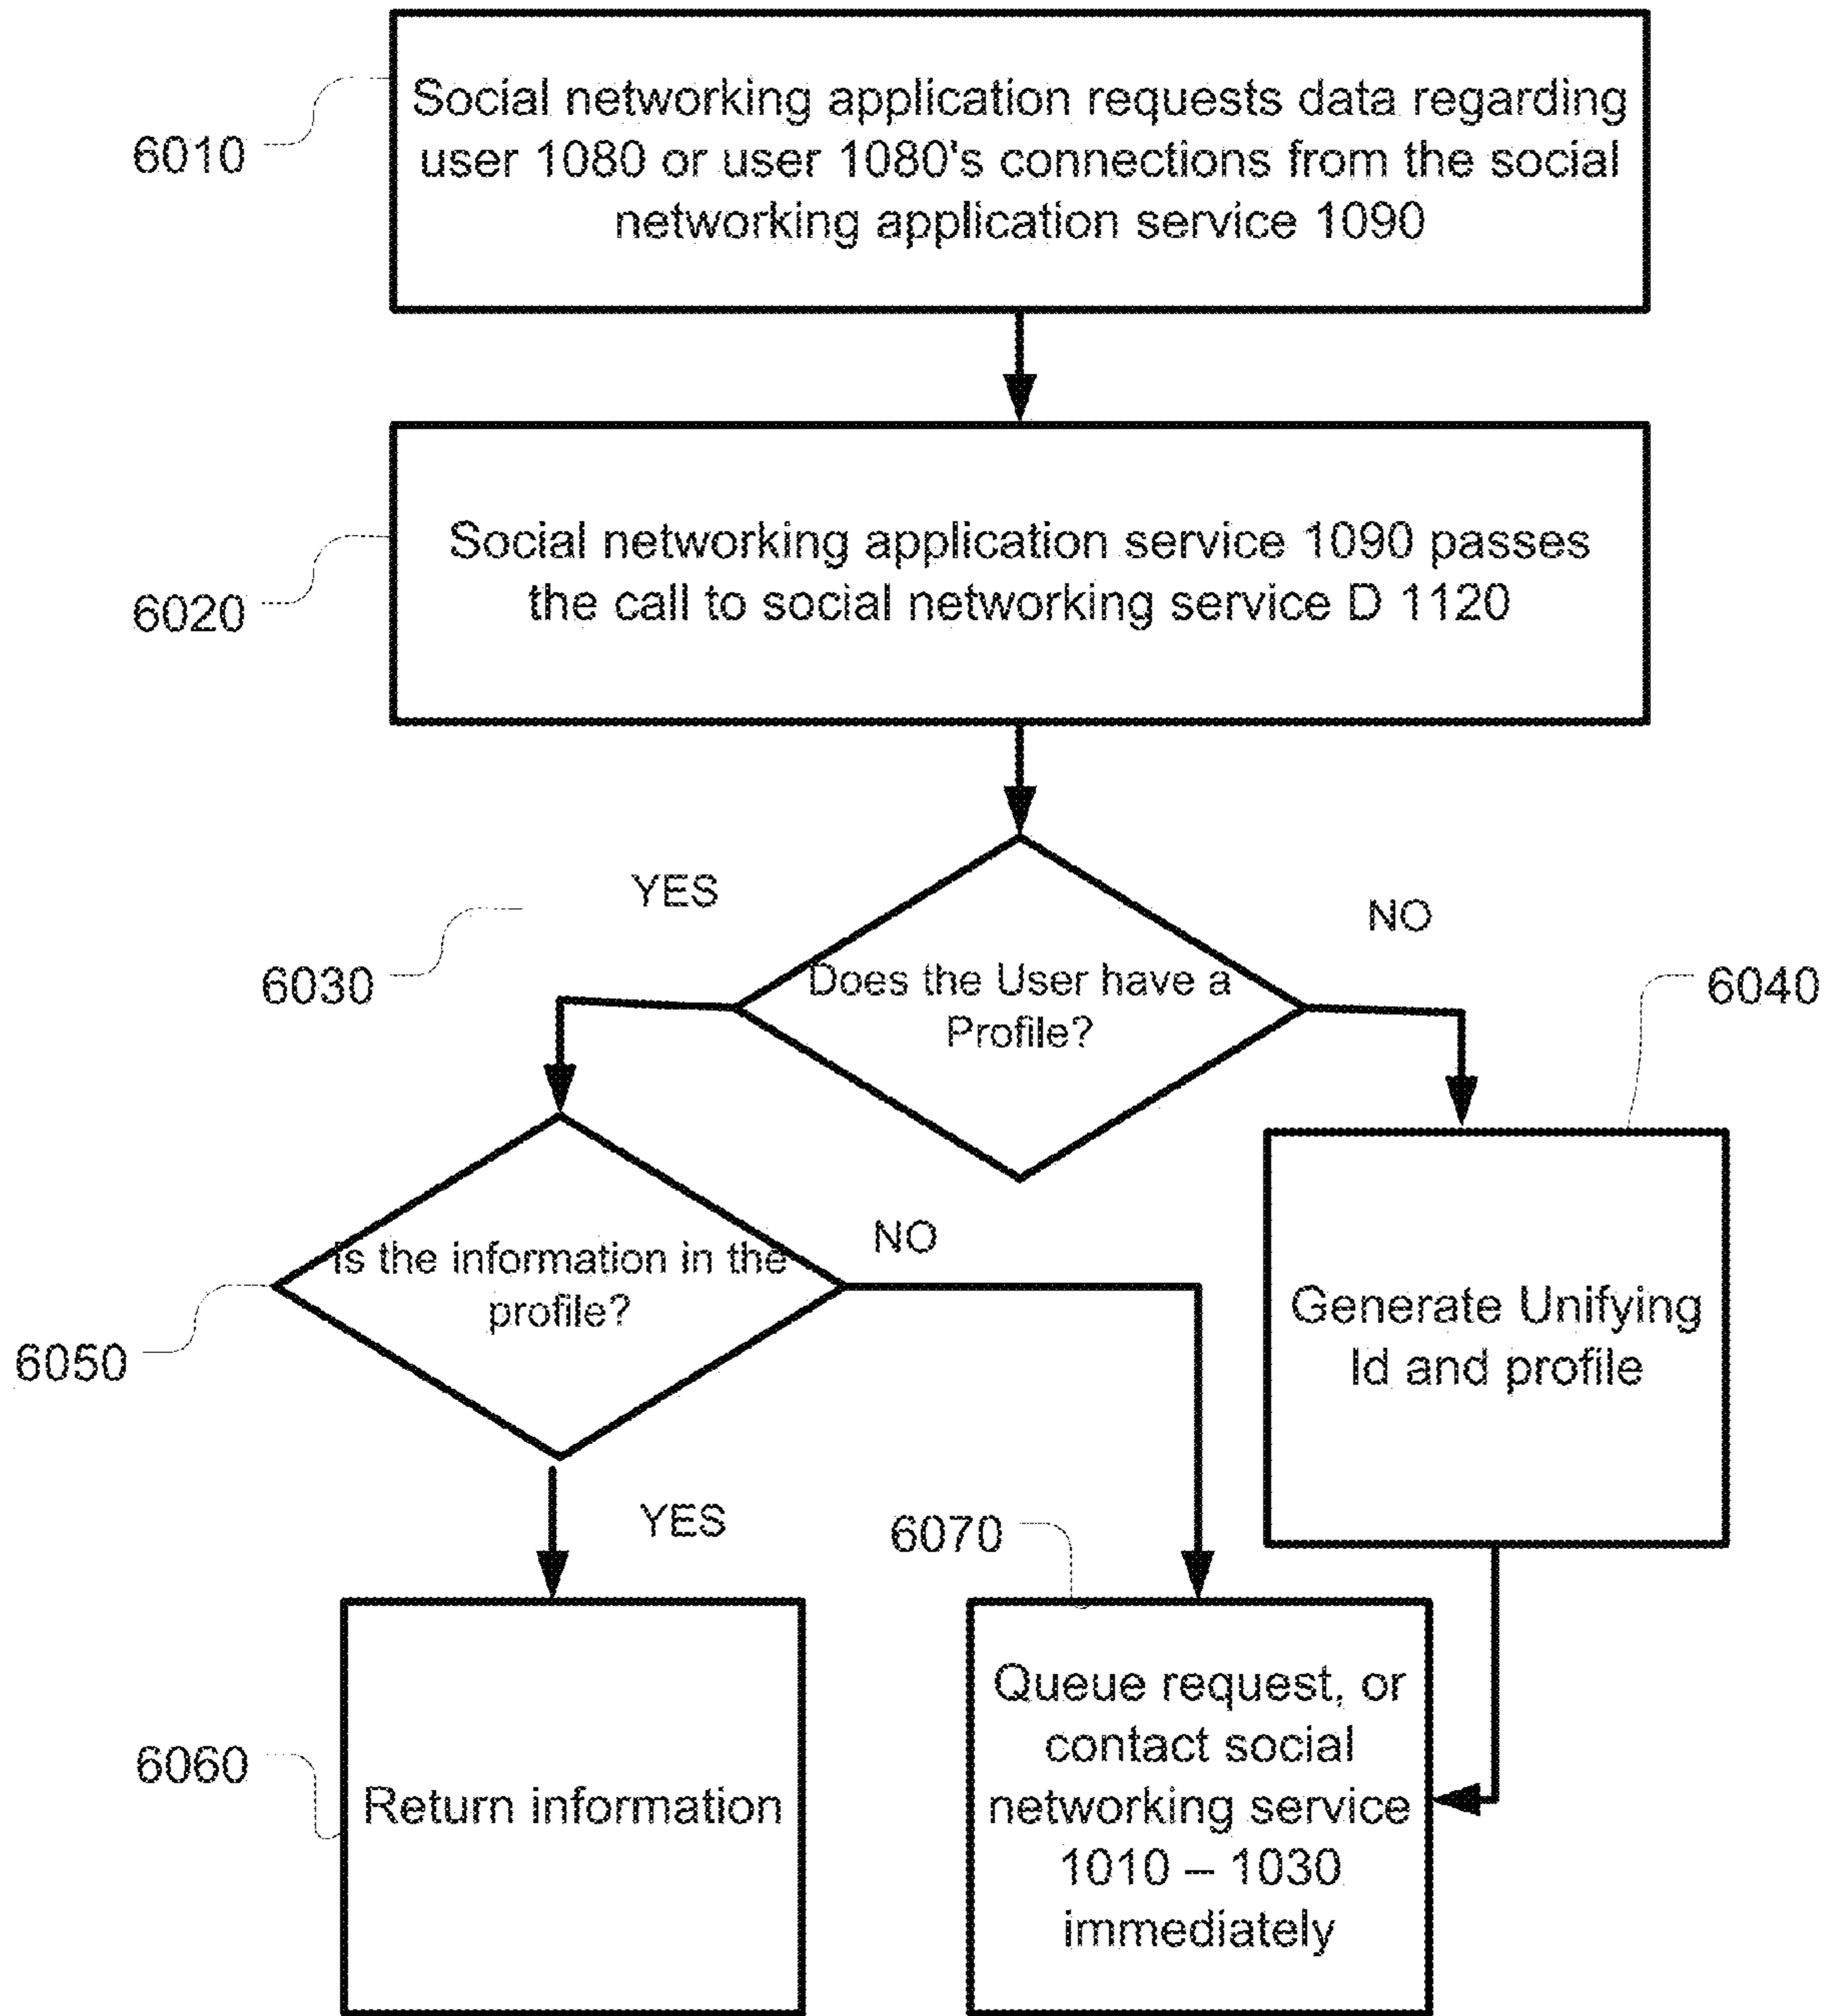 Social networking application requests data regarding
user 1080 or user 1080's connections from the social
networking application service 1090
6010
Social networking application service 1090 passes
the call to social networking service D 1120
6020
YES
NO
6030
Does the User have a
Profile?
6040
Is the information in the
profile?
NO
6050
Generate Unifying
Id and profile
YES
6070
6060
Return information
Queue request, or
contact social
networking service
1010 – 1030
immediately